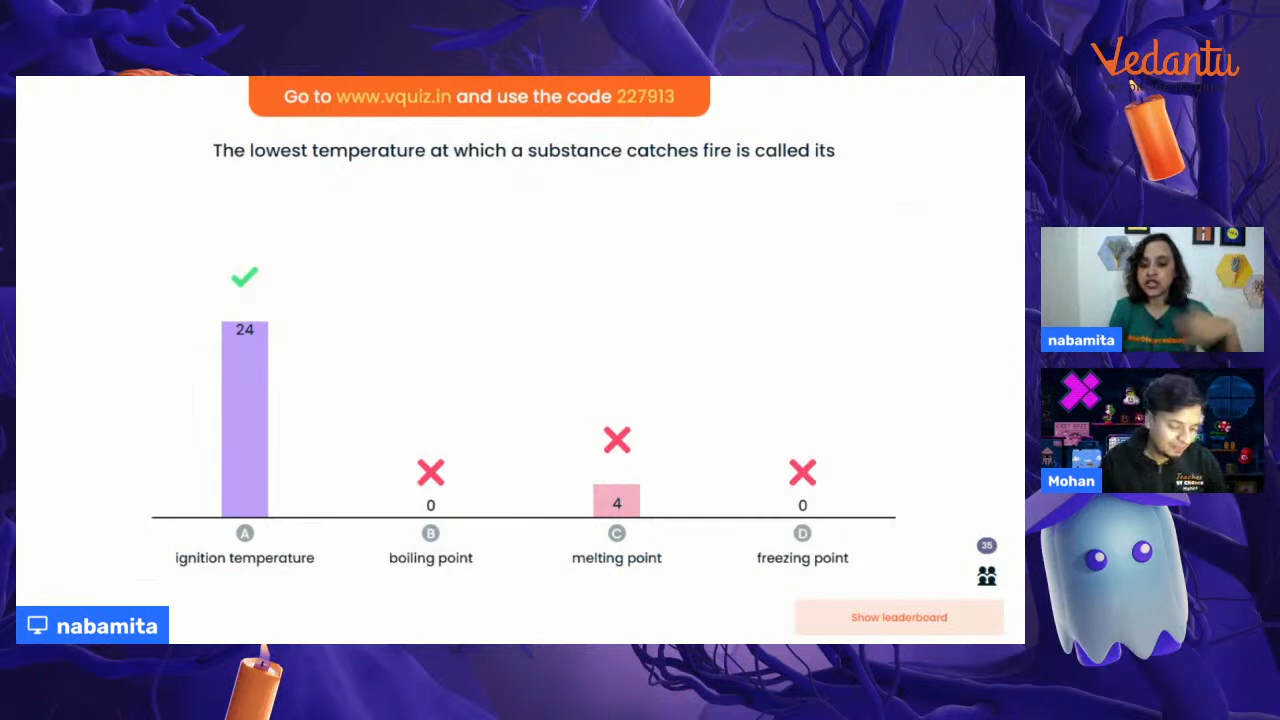 Vedantu
Go to www.vquiz.in and use the code 227913
The lowest temperature at which a substance catches fire is called its
24
0
4
0
A
B
C
D
ignition temperature
boiling point
melting point
freezing point
35
Show leaderboard
nabamita
nabamita
Mohan